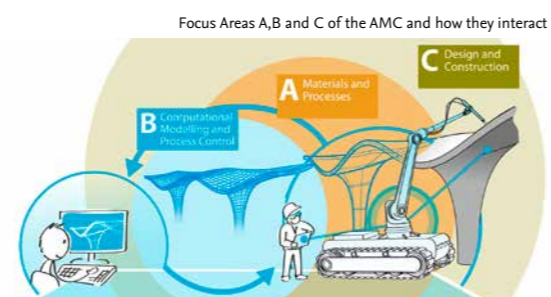 Focus Areas A,B and C of the AMC and how they interact
C Design and
Construction
A Materials and
Processes
B Computational
Modelling and
Process Control